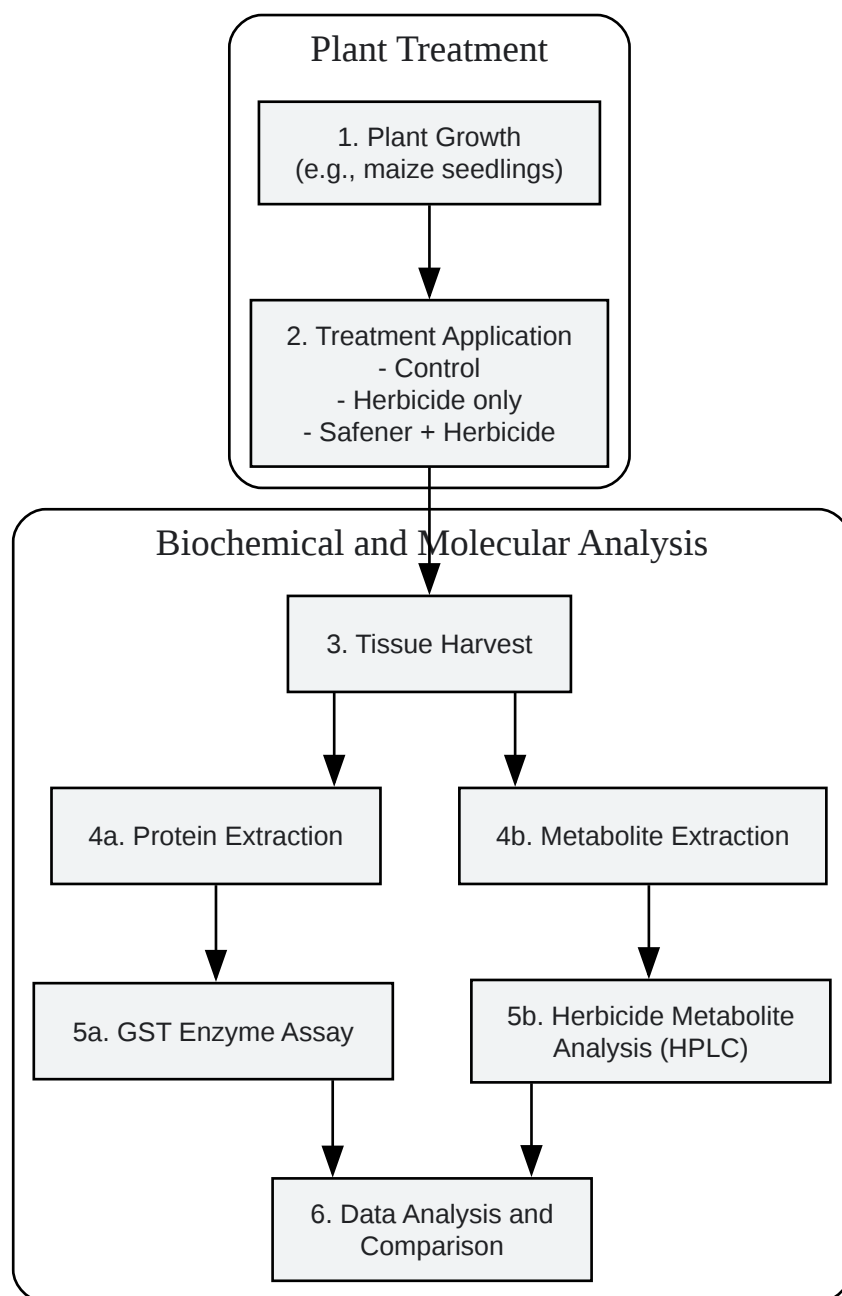 Plant Treatment
1. Plant Growth
(e.g., maize seedlings)
2. Treatment Application
- Control
- Herbicide only
- Safener + Herbicide
Biochemical and Molecular Analysis
3. Tissue Harvest
4a. Protein Extraction
4b. Metabolite Extraction
5a. GST Enzyme Assay
5b. Herbicide Metabolite
Analysis (HPLC)
6. Data Analysis and
Comparison